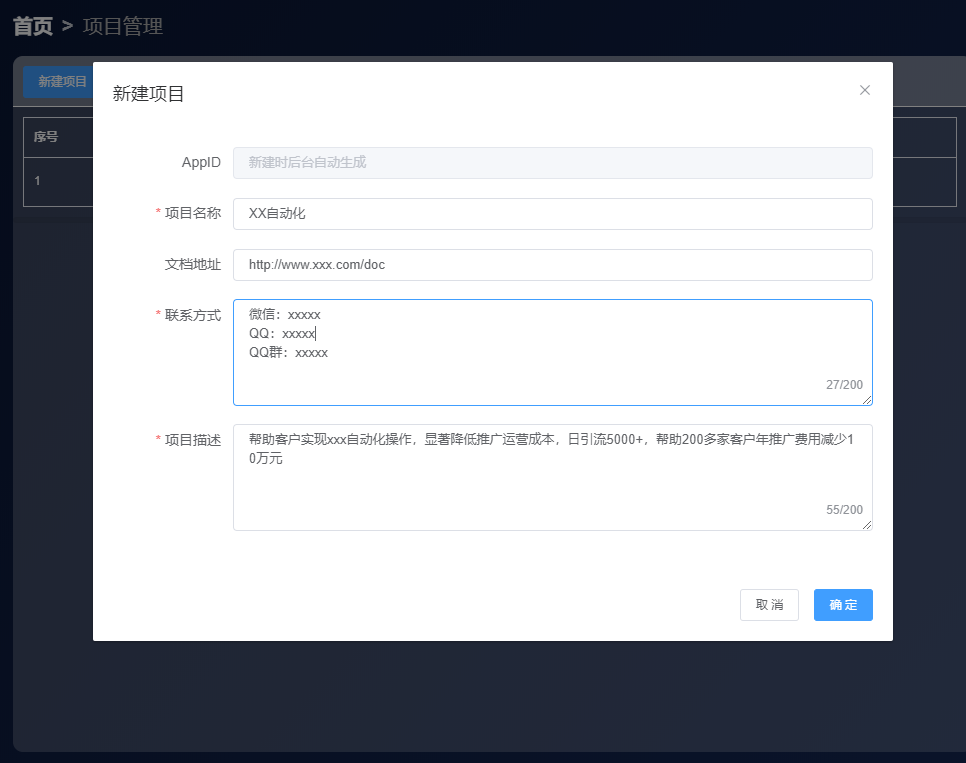 首页 > 项目管理
新建项目
序号
1
新建项目
AppID 新建时后台自动生成
* 项目名称 XX自动化
文档地址 http://www.xxx.com/doc
* 联系方式 微信：xxxxx
QQ：xxxxx
QQ群：xxxxx
27/200
* 项目描述 帮助客户实现xxx自动化操作，显著降低推广运营成本，日引流5000+，帮助200多家客户年推广费用减少1
0万元
55/200
取 消 确 定